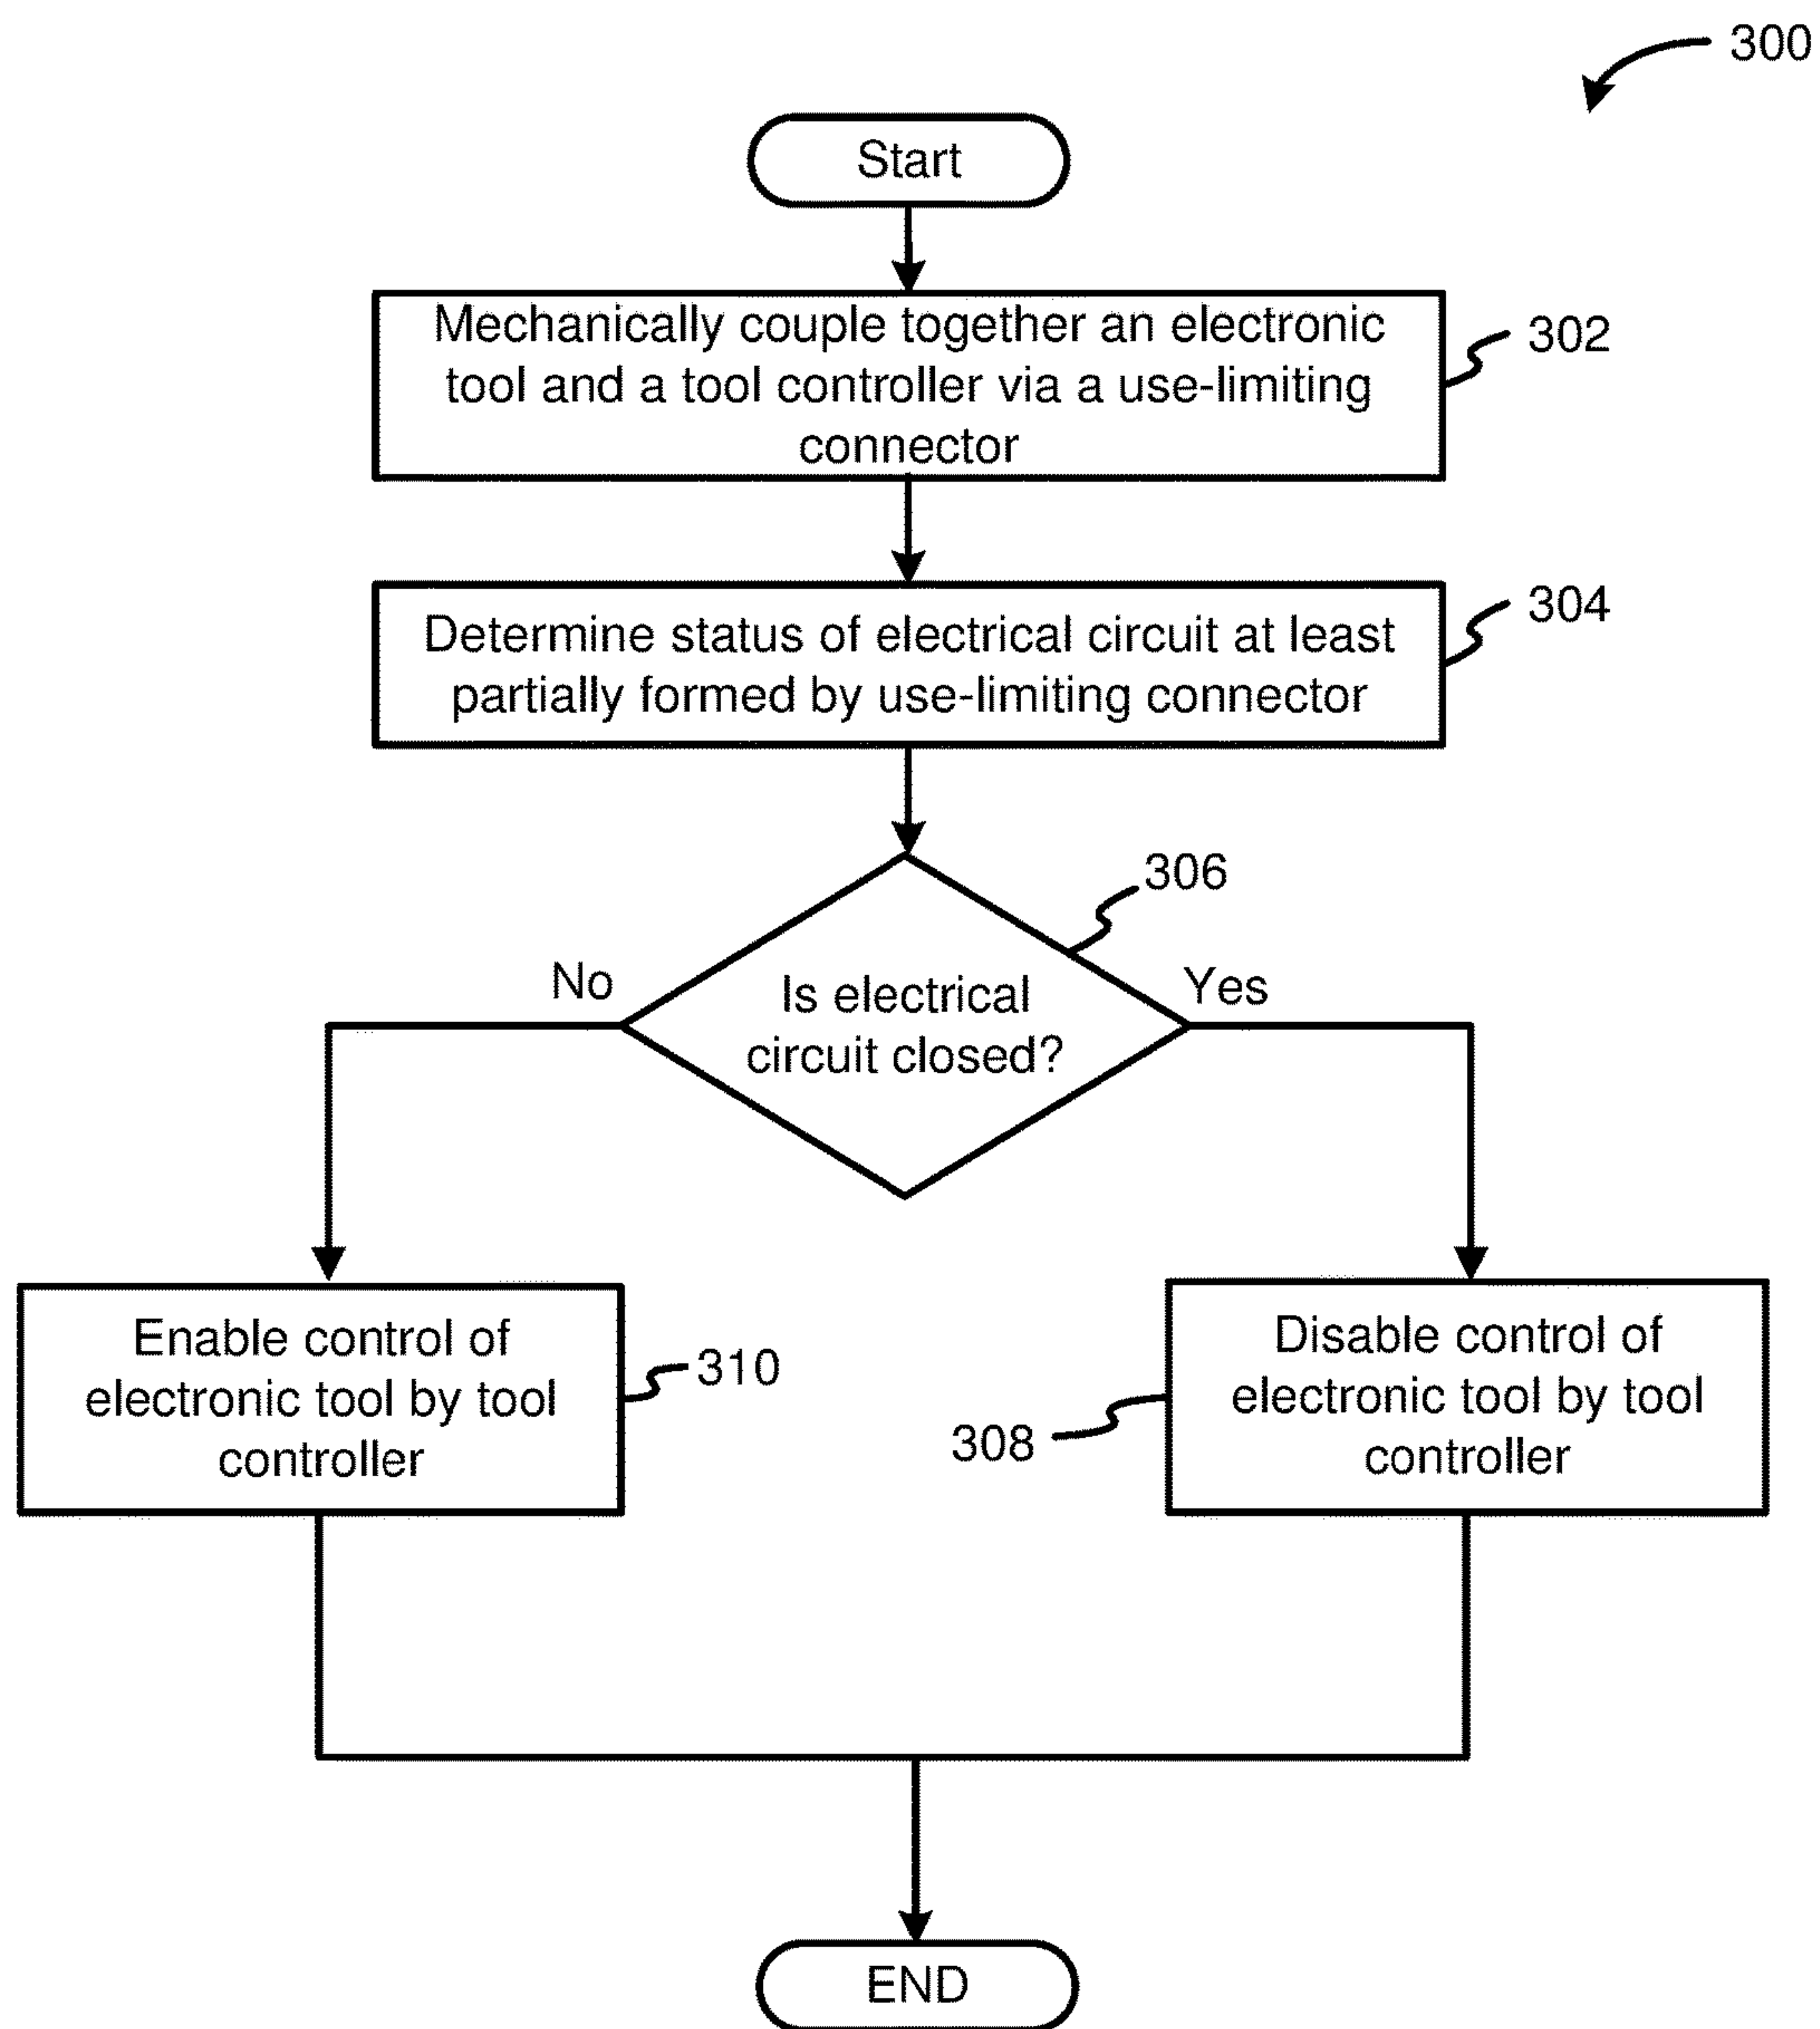 300
Start
Mechanically couple together an electronic
tool and a tool controller via a use-limiting
connector
302
Determine status of electrical circuit at least
partially formed by use-limiting connector
304
306
No
Yes
Is electrical
circuit closed?
Enable control of
electronic tool by tool
controller
310
Disable control of
electronic tool by tool
controller
308
END